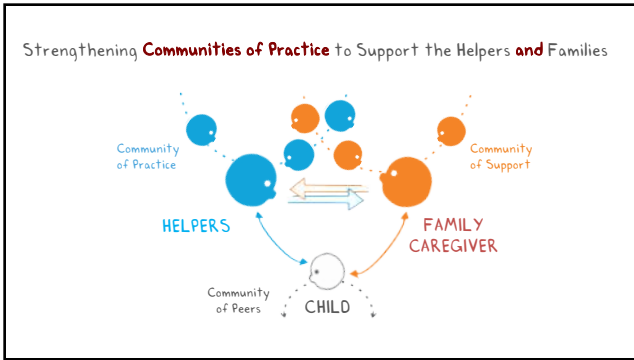 Strengthening Communities of Practice to Support the Helpers and Families
Community
of Practice
Community
of Support
HELPERS
FAMILY
CAREGIVER
Community
of Peers
CHILD